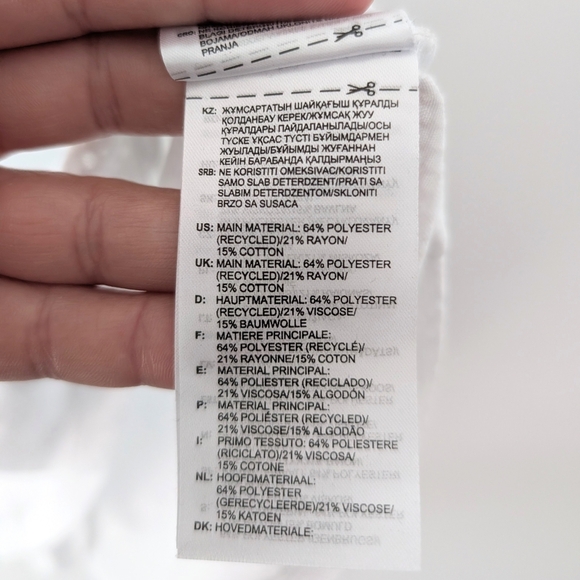 BOJAMA/ODMAH UKLO
PRANJA
KZ: ЖҰМСАРТАТЫН ШАЙҚАҒЫШ ҚҰРАЛДЫ
ҚОЛДАНБАУ КЕРЕК/ЖҰМСАҚ ЖУУ
ҚҰРАЛДАРЫ ПАЙДАЛАНЫЛАДЫ/ОСЫ
ТҮСКЕ ҰҚСАС ТҮСТІ БҰЙЫМДАРМЕН
ЖУЫЛАДЫ/БҰЙЫМДЫ ЖУҒАННАН
КЕЙІН БАРАБАНДА ҚАЛДЫРМАҢЫЗ
SRB: NE KORISTITI OMEKSIVAC/KORISTITI
SAMO SLAB DETERDZENT/PRATI SA
SLABIM DETERDZENTOM/SKLONITI
BRZO SA SUSACA
US: MAIN MATERIAL: 64% POLYESTER
(RECYCLED)/21% RAYON/
15% COTTON
UK: MAIN MATERIAL: 64% POLYESTER
(RECYCLED)/21% RAYON/
15% COTTON
D: HAUPTMATERIAL: 64% POLYESTER
(RECYCLED)/21% VISCOSE/
15% BAUMWOLLE
F: MATIERE PRINCIPALE:
64% POLYESTER (RECYCLÉ)/
21% RAYONNE/15% COTON
E: MATERIAL PRINCIPAL:
64% POLIESTER (RECICLADO)/
21% VISCOSA/15% ALGODÓN
P: MATERIAL PRINCIPAL:
64% POLIÉSTER (RECYCLED)/
21% VISCOSE/15% ALGODÃO
I: PRIMO TESSUTO: 64% POLIESTERE
(RICICLATO)/21% VISCOSA/
15% COTONE
NL: HOOFDMATERIAAL:
64% POLYESTER
(GERECYCLEERDE)/21% VISCOSE/
15% KATOEN
DK: HOVEDMATERIALE: